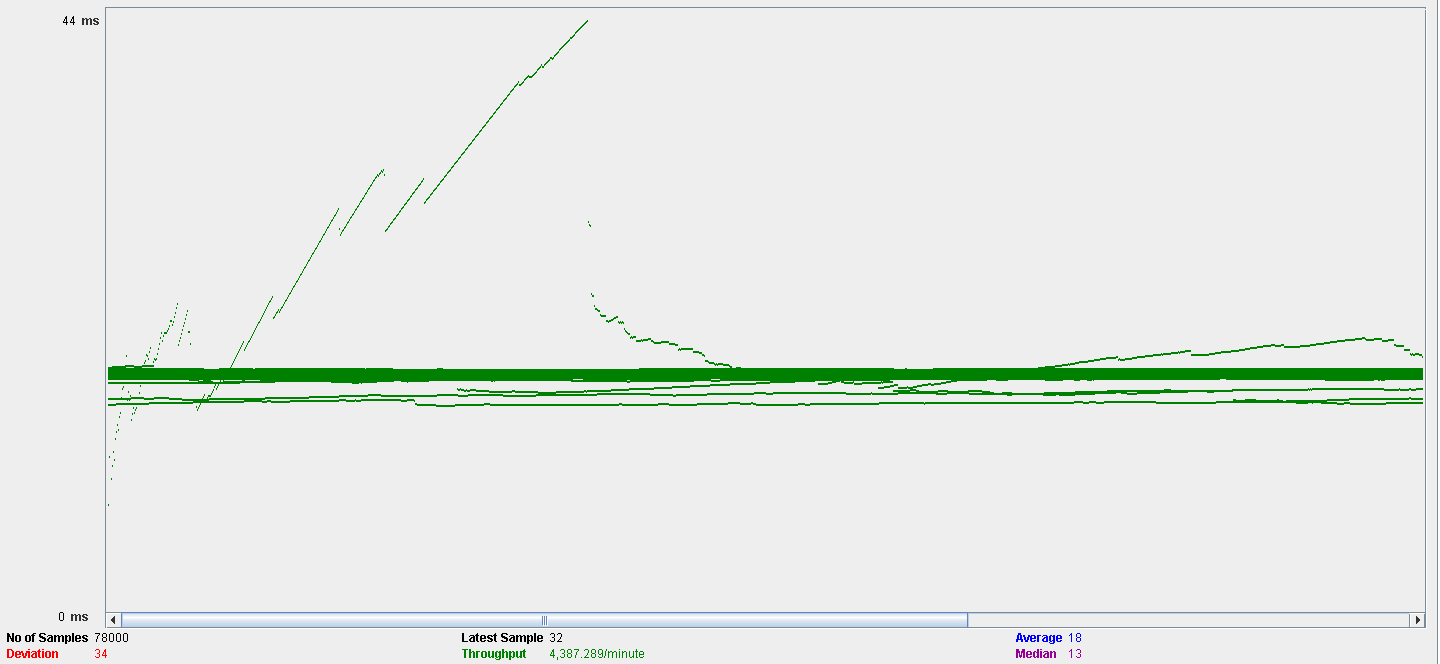 44 ms
0 ms
No of Samples 78000 Latest Sample 32 Average 18
Deviation 34 Throughput 4,387.289/minute Median 13